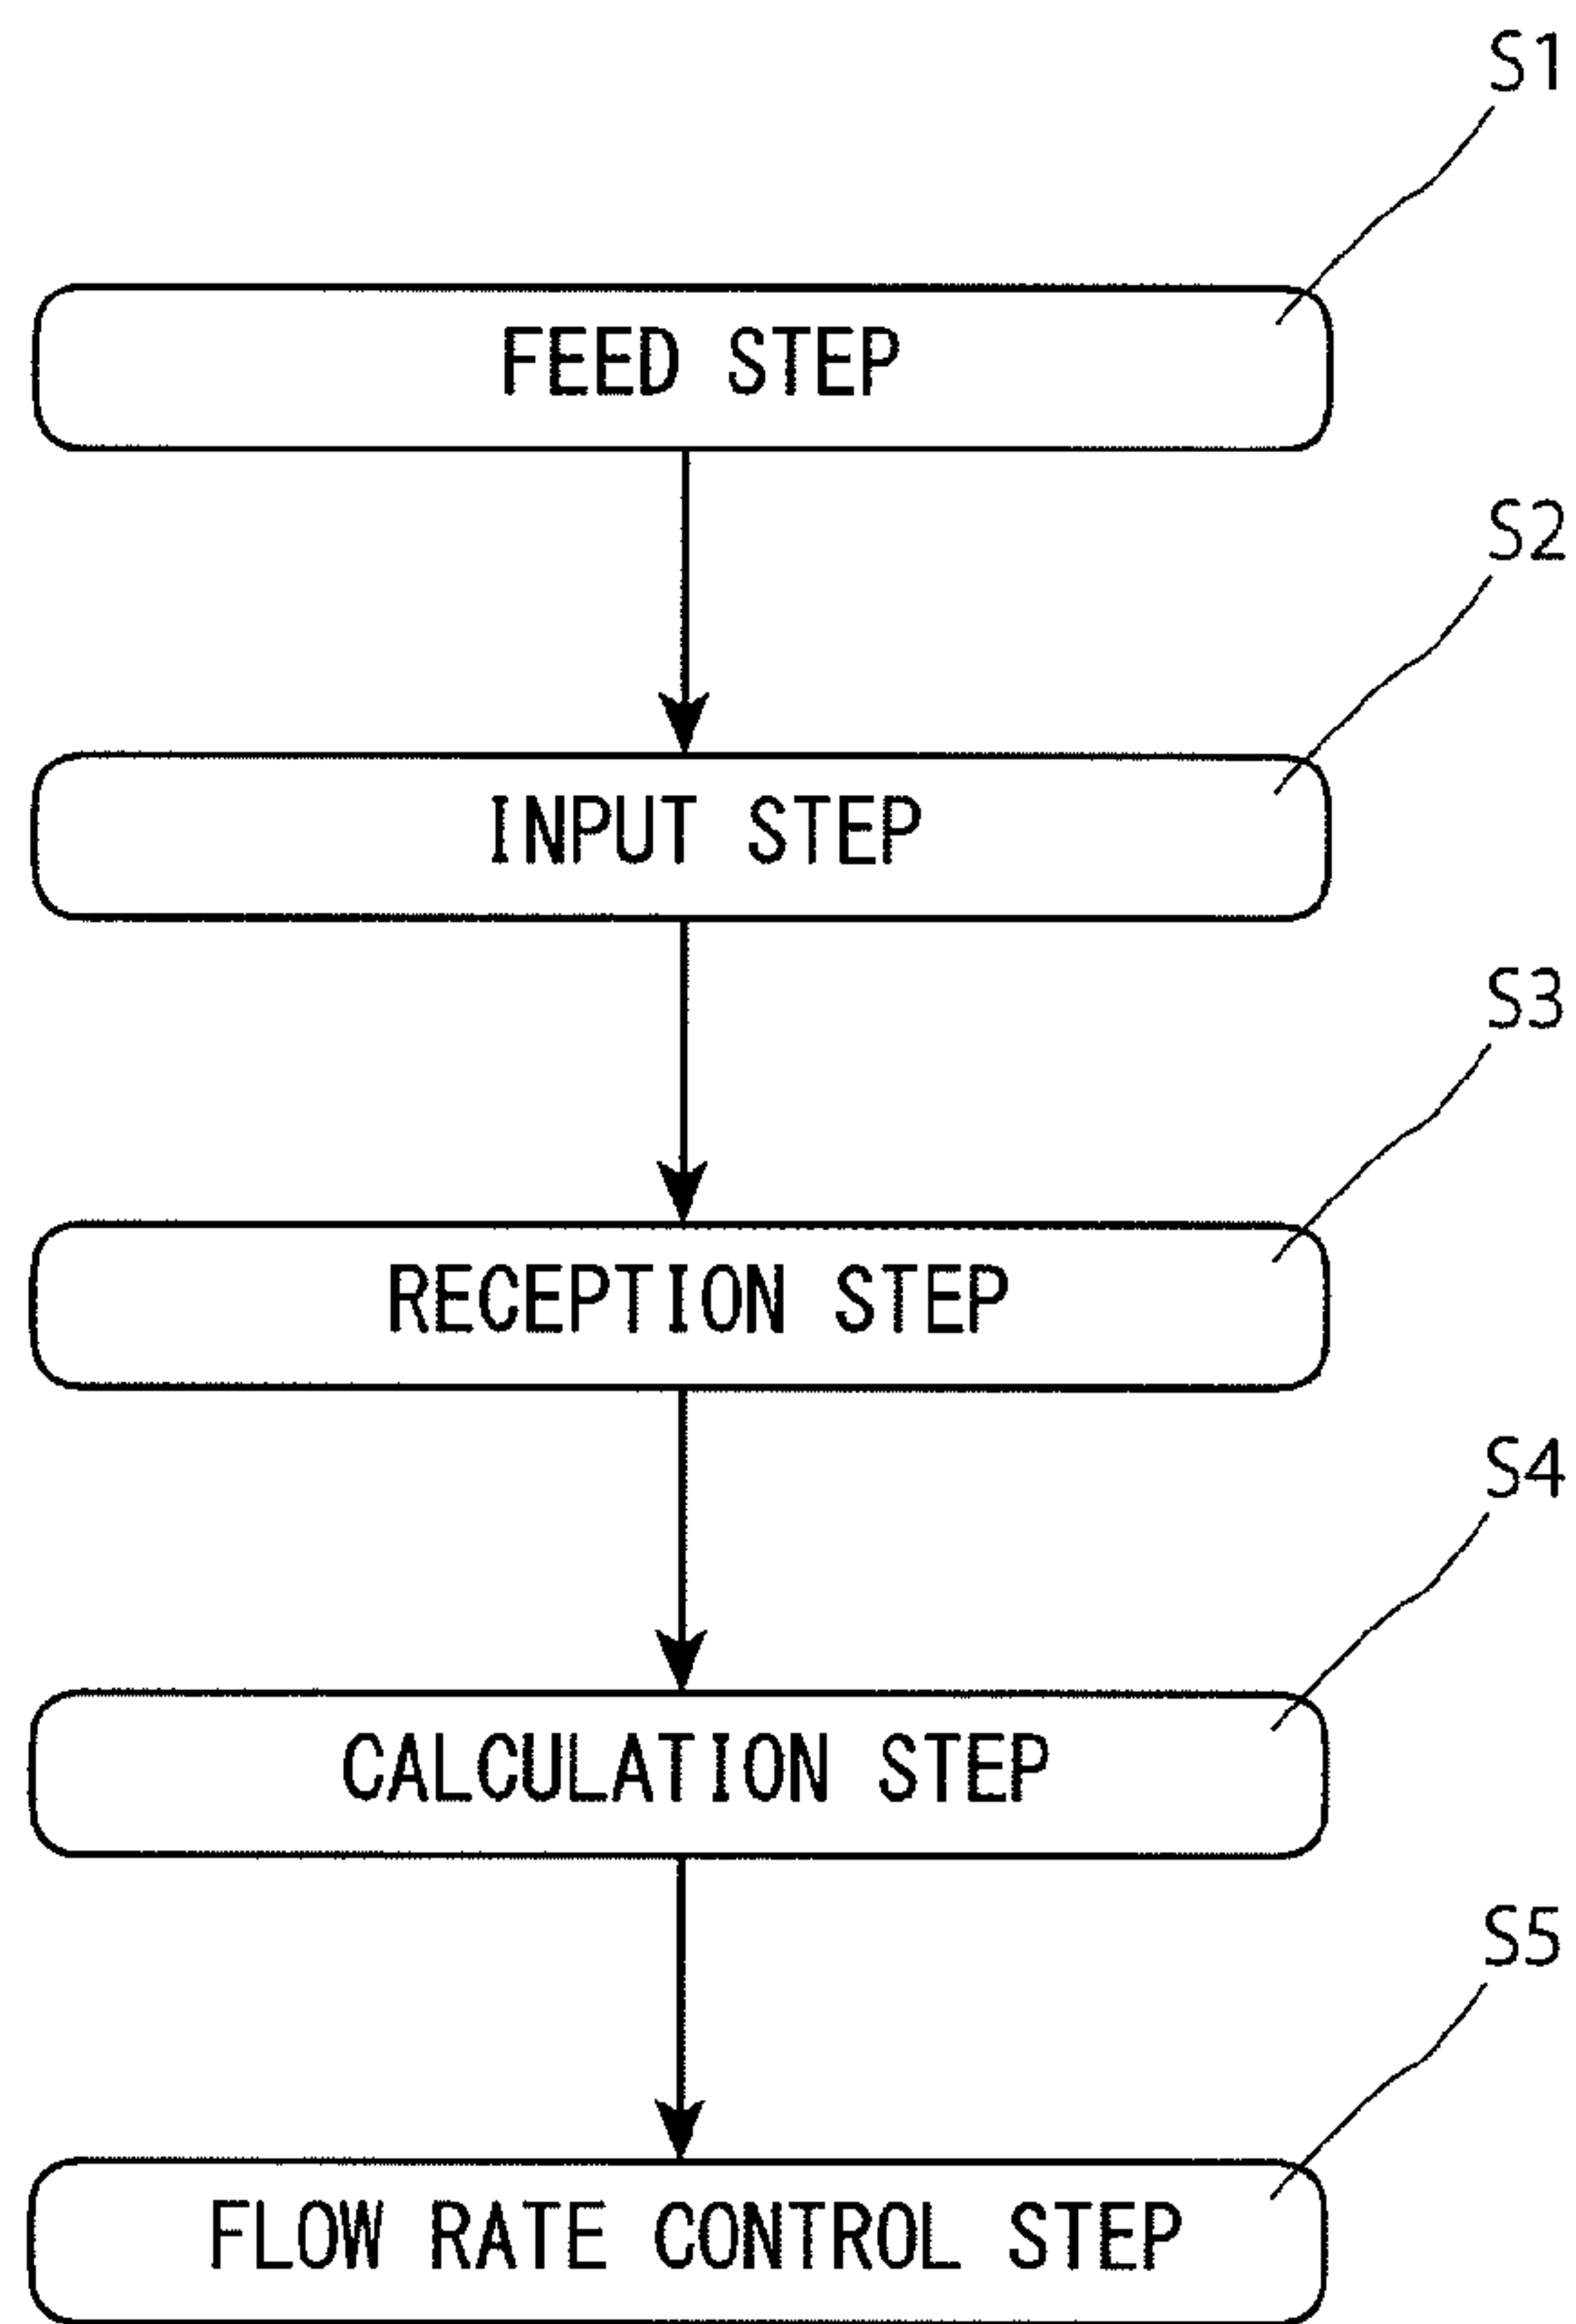 S1
FEED STEP
S2
INPUT STEP
S3
RECEPTION STEP
S4
CALCULATION STEP
S5
FLOW RATE CONTROL STEP